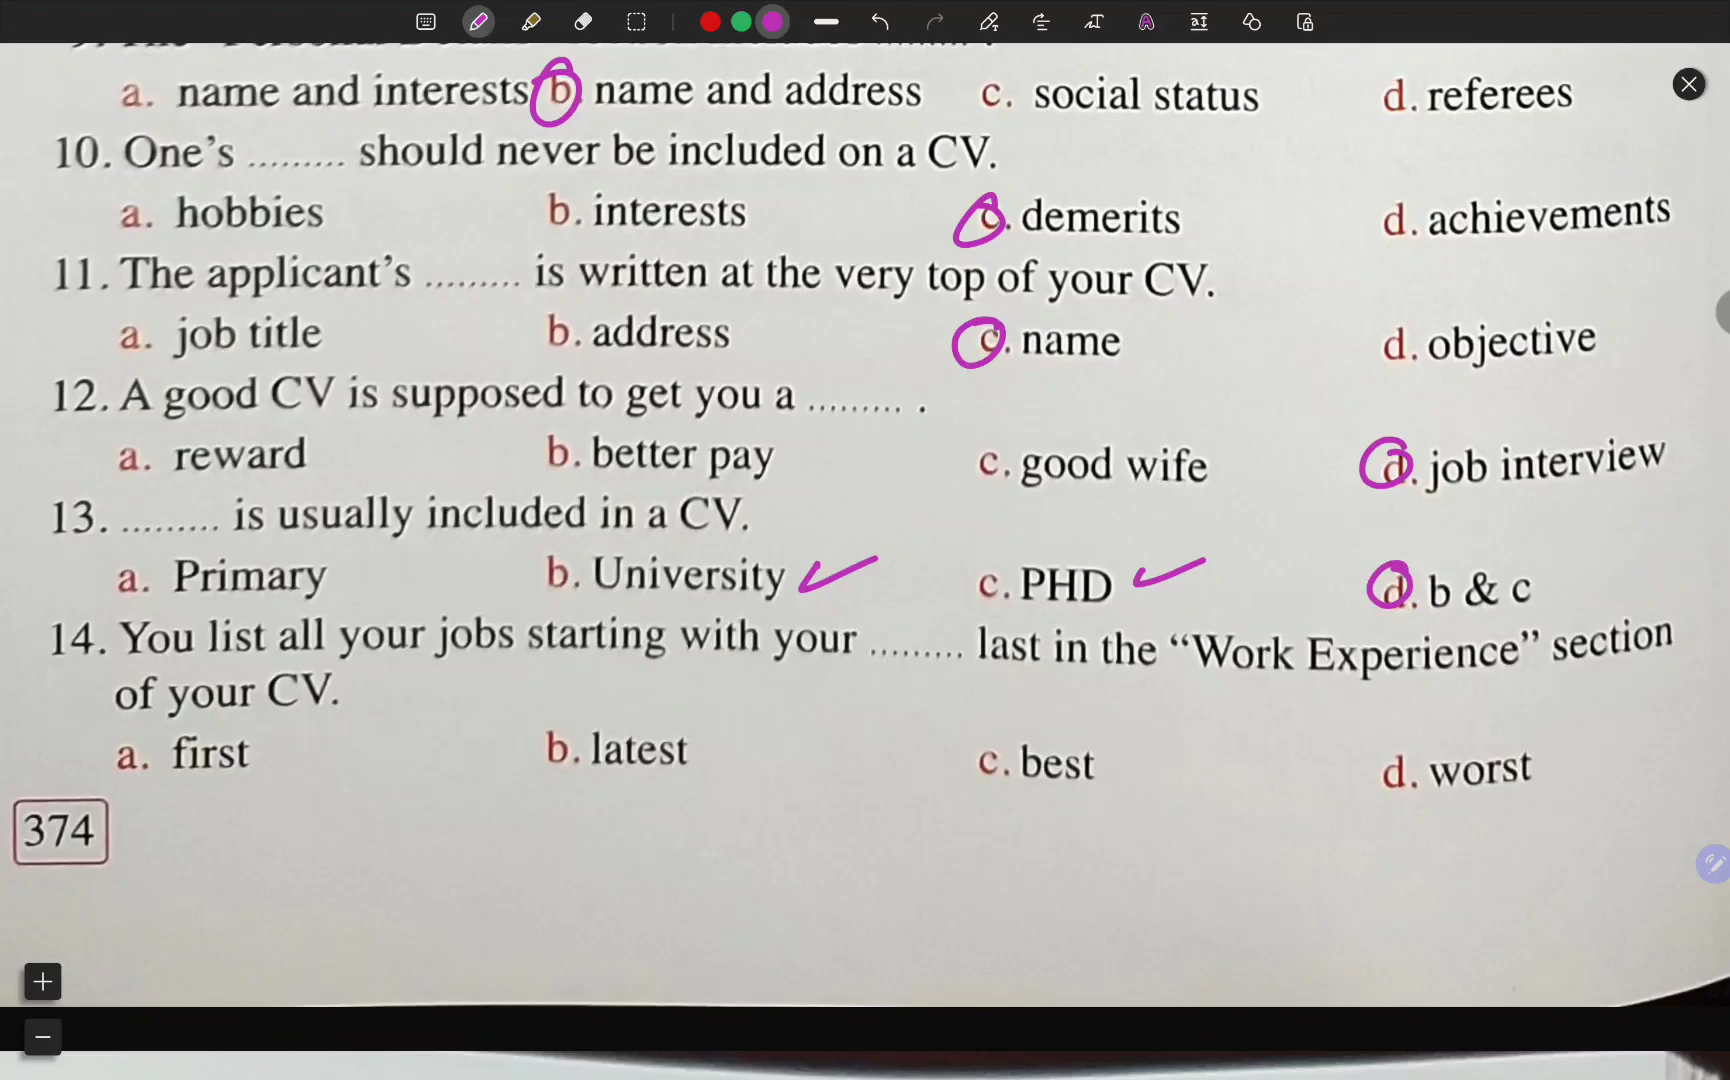 a. name and interests b. name and address c. social status d. referees
10. One's ......... should never be included on a CV.
a. hobbies b. interests c. demerits d. achievements
11. The applicant's ......... is written at the very top of your CV.
a. job title b. address c. name d. objective
12. A good CV is supposed to get you a ......... .
a. reward b. better pay c. good wife d. job interview
13. ......... is usually included in a CV.
a. Primary b. University c. PHD d. b & c
14. You list all your jobs starting with your ......... last in the “Work Experience” section
of your CV.
a. first b. latest c. best d. worst
374